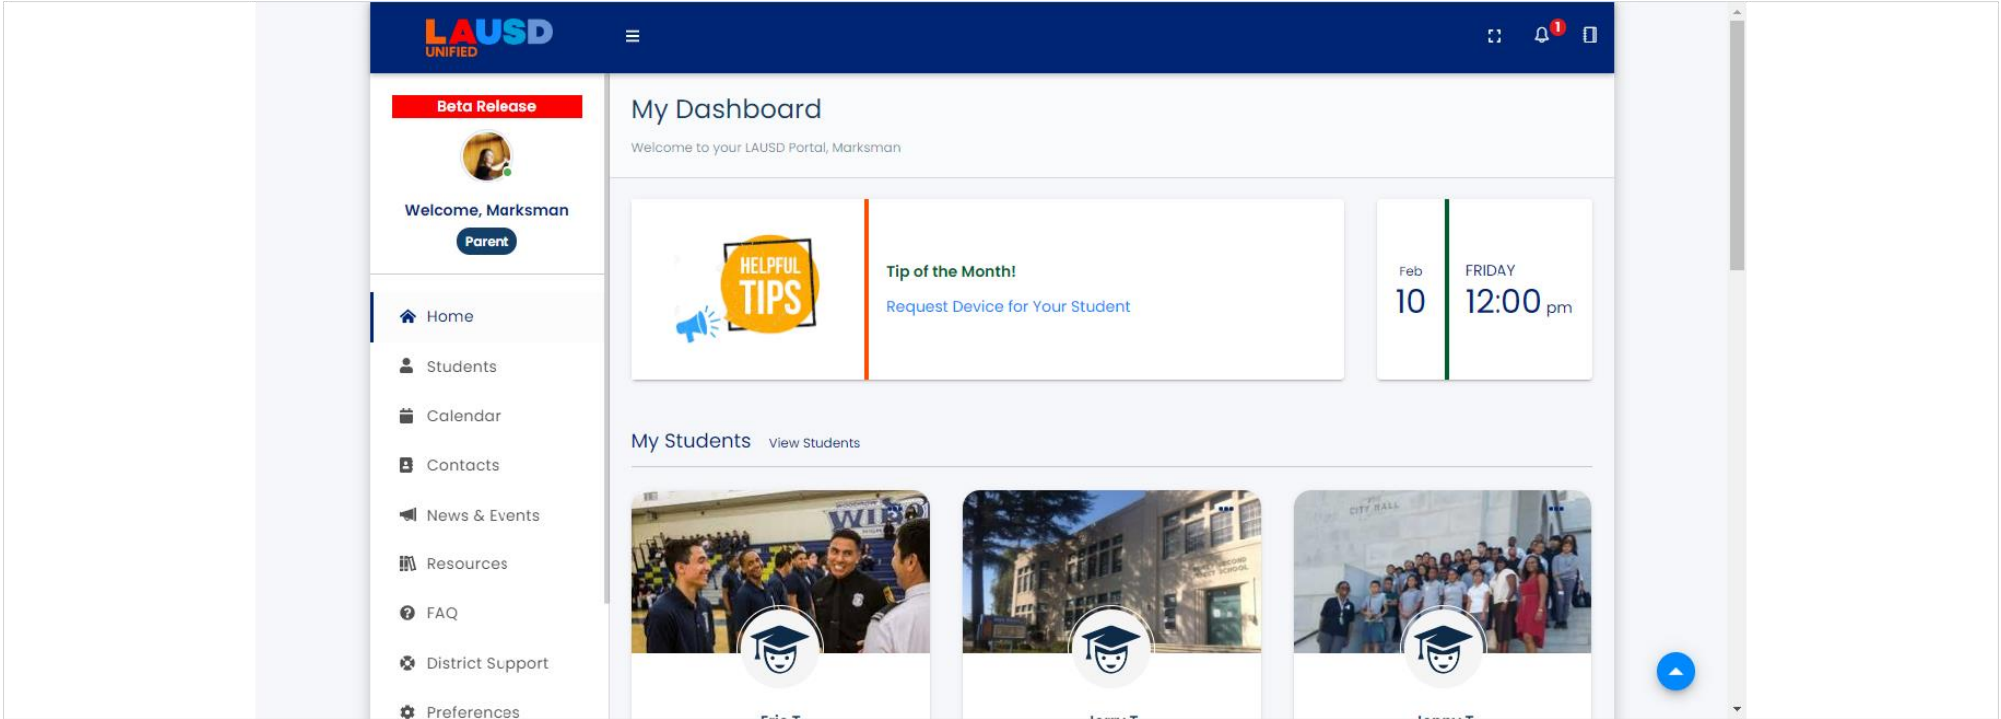 LAUSD
UNIFIED
1
Beta Release
Welcome, Marksman
Parent
Home
Students
Calendar
Contacts
News & Events
Resources
FAQ
District Support
Preferences
My Dashboard
Welcome to your LAUSD Portal, Marksman
HELPFUL
TIPS
Tip of the Month!
Request Device for Your Student
Feb
10
FRIDAY
12:00 pm
My Students View Students
CITY HALL